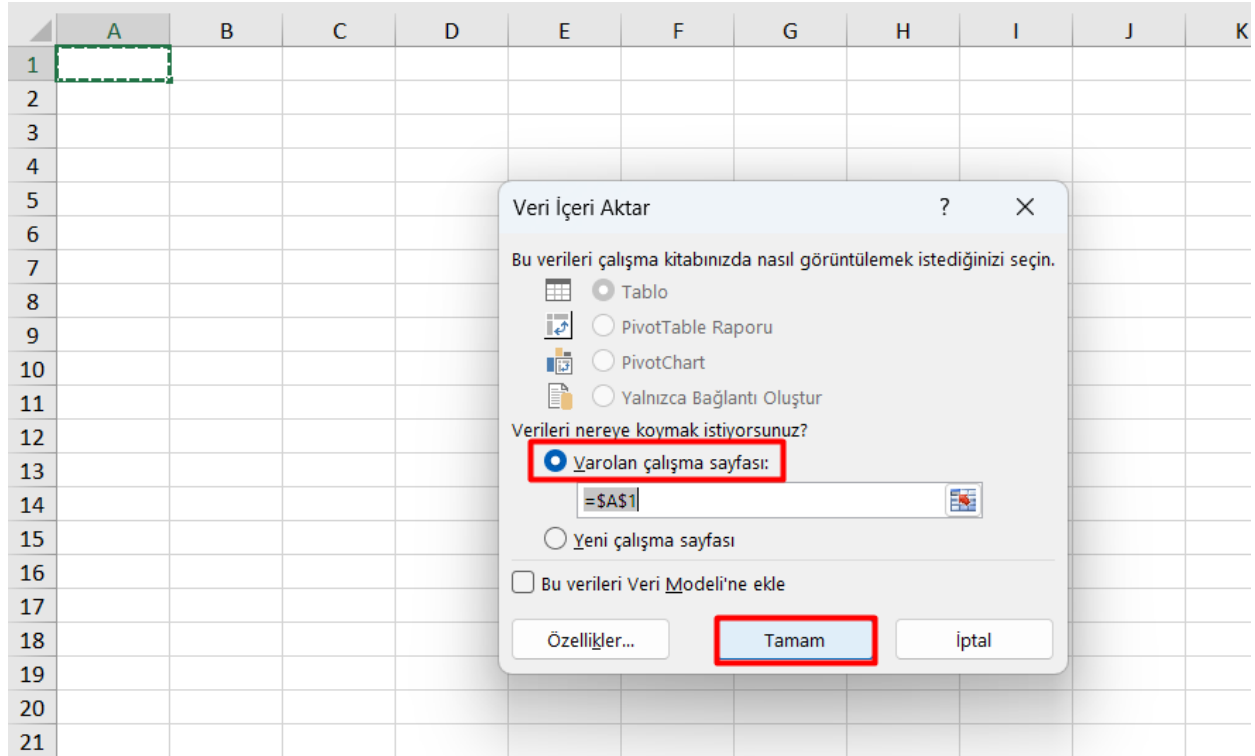 A B C D E F G H I J K
1
2
3
4
5
Veri İçeri Aktar ? X
6
7
Bu verileri çalışma kitabınızda nasıl görüntülemek istediğinizi seçin.
8
Tablo
9
PivotTable Raporu
10
PivotChart
11
Yalnızca Bağlantı Oluştur
12
Verileri nereye koymak istiyorsunuz?
13
Varolan çalışma sayfası:
14
=$A$1
15
Yeni çalışma sayfası
16
Bu verileri Veri Modeli'ne ekle
17
18
Özellikler... Tamam İptal
19
20
21